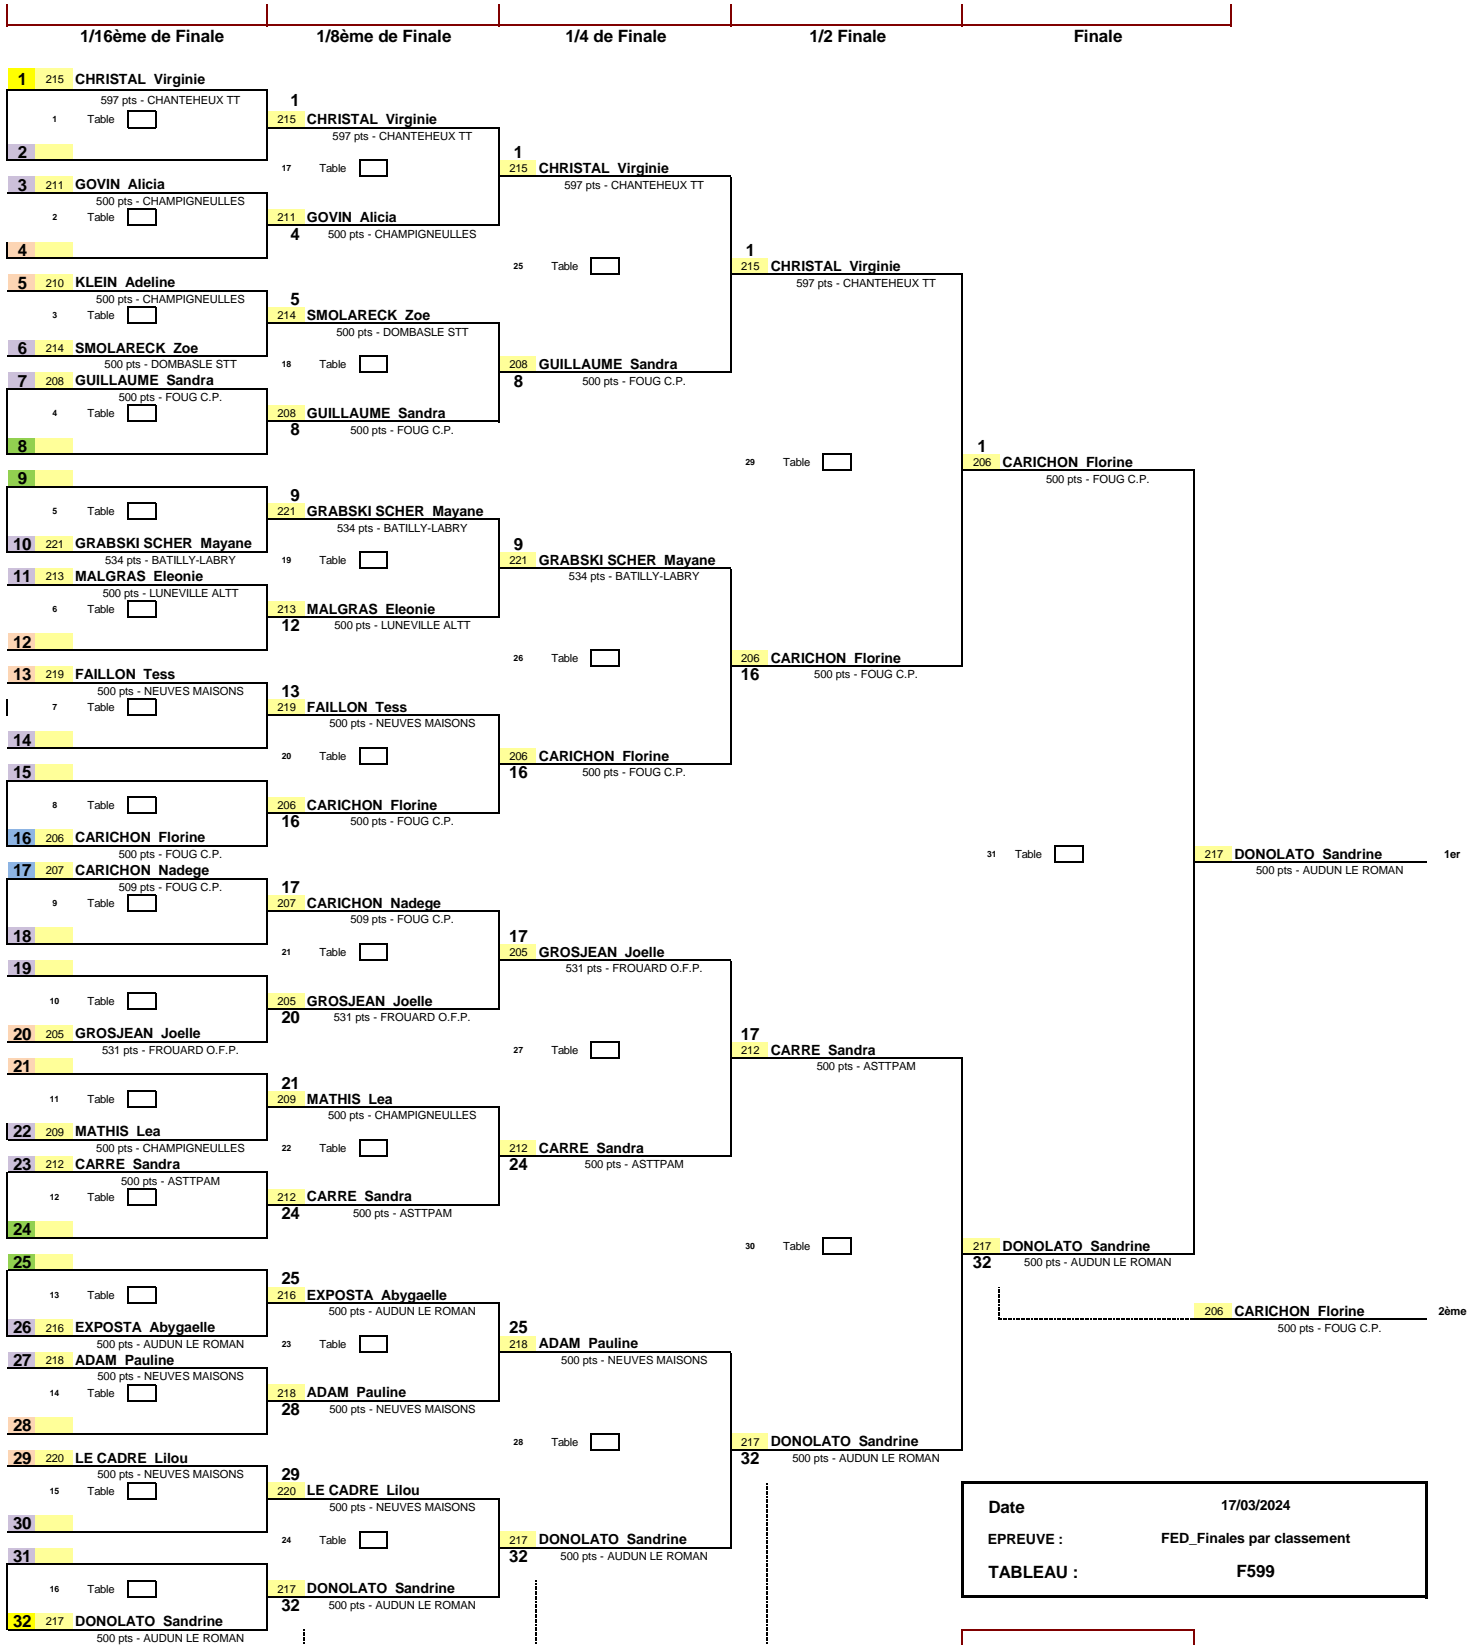 1/16ème de Finale
1/8ème de Finale
1/4 de Finale
1/2 Finale
Finale
1 215 CHRISTAL Virginie
597 pts - CHANTEHEUX TT
1 Table
2
3 211 GOVIN Alicia
500 pts - CHAMPIGNEULLES
2 Table
4
5 210 KLEIN Adeline
500 pts - CHAMPIGNEULLES
3 Table
6 214 SMOLARECK Zoe
500 pts - DOMBASLE STT
7 208 GUILLAUME Sandra
500 pts - FOUG C.P.
4 Table
8
9
5 Table
10 221 GRABSKI SCHER Mayane
534 pts - BATILLY-LABRY
11 213 MALGRAS Eleonie
500 pts - LUNEVILLE ALTT
6 Table
12
13 219 FAILLON Tess
500 pts - NEUVES MAISONS
7 Table
14
15
8 Table
16 206 CARICHON Florine
500 pts - FOUG C.P.
17 207 CARICHON Nadege
509 pts - FOUG C.P.
9 Table
18
19
10 Table
20 205 GROSJEAN Joelle
531 pts - FROUARD O.F.P.
21
11 Table
22 209 MATHIS Lea
500 pts - CHAMPIGNEULLES
23 212 CARRE Sandra
500 pts - ASTTPAM
12 Table
24
25
13 Table
26 216 EXPOSTA Abygaelle
500 pts - AUDUN LE ROMAN
27 218 ADAM Pauline
500 pts - NEUVES MAISONS
14 Table
28
29 220 LE CADRE Lilou
500 pts - NEUVES MAISONS
15 Table
30
31
16 Table
32 217 DONOLATO Sandrine
500 pts - AUDUN LE ROMAN
1
215 CHRISTAL Virginie
597 pts - CHANTEHEUX TT
17 Table
211 GOVIN Alicia
4 500 pts - CHAMPIGNEULLES
5
214 SMOLARECK Zoe
500 pts - DOMBASLE STT
18 Table
208 GUILLAUME Sandra
8 500 pts - FOUG C.P.
9
221 GRABSKI SCHER Mayane
534 pts - BATILLY-LABRY
19 Table
213 MALGRAS Eleonie
12 500 pts - LUNEVILLE ALTT
13
219 FAILLON Tess
500 pts - NEUVES MAISONS
20 Table
206 CARICHON Florine
16 500 pts - FOUG C.P.
17
207 CARICHON Nadege
509 pts - FOUG C.P.
21 Table
205 GROSJEAN Joelle
20 531 pts - FROUARD O.F.P.
21
209 MATHIS Lea
500 pts - CHAMPIGNEULLES
22 Table
212 CARRE Sandra
24 500 pts - ASTTPAM
25
216 EXPOSTA Abygaelle
500 pts - AUDUN LE ROMAN
23 Table
218 ADAM Pauline
28 500 pts - NEUVES MAISONS
29
220 LE CADRE Lilou
500 pts - NEUVES MAISONS
24 Table
217 DONOLATO Sandrine
32 500 pts - AUDUN LE ROMAN
1
215 CHRISTAL Virginie
597 pts - CHANTEHEUX TT
25 Table
208 GUILLAUME Sandra
8 500 pts - FOUG C.P.
9
221 GRABSKI SCHER Mayane
534 pts - BATILLY-LABRY
26 Table
206 CARICHON Florine
16 500 pts - FOUG C.P.
17
205 GROSJEAN Joelle
531 pts - FROUARD O.F.P.
27 Table
212 CARRE Sandra
24 500 pts - ASTTPAM
25
218 ADAM Pauline
500 pts - NEUVES MAISONS
28 Table
217 DONOLATO Sandrine
32 500 pts - AUDUN LE ROMAN
1
215 CHRISTAL Virginie
597 pts - CHANTEHEUX TT
29 Table
206 CARICHON Florine
16 500 pts - FOUG C.P.
17
212 CARRE Sandra
500 pts - ASTTPAM
30 Table
217 DONOLATO Sandrine
32 500 pts - AUDUN LE ROMAN
1
206 CARICHON Florine
500 pts - FOUG C.P.
31 Table
217 DONOLATO Sandrine
32 500 pts - AUDUN LE ROMAN
217 DONOLATO Sandrine 1er
500 pts - AUDUN LE ROMAN
206 CARICHON Florine 2ème
500 pts - FOUG C.P.
Date 17/03/2024
EPREUVE : FED_Finales par classement
TABLEAU : F599